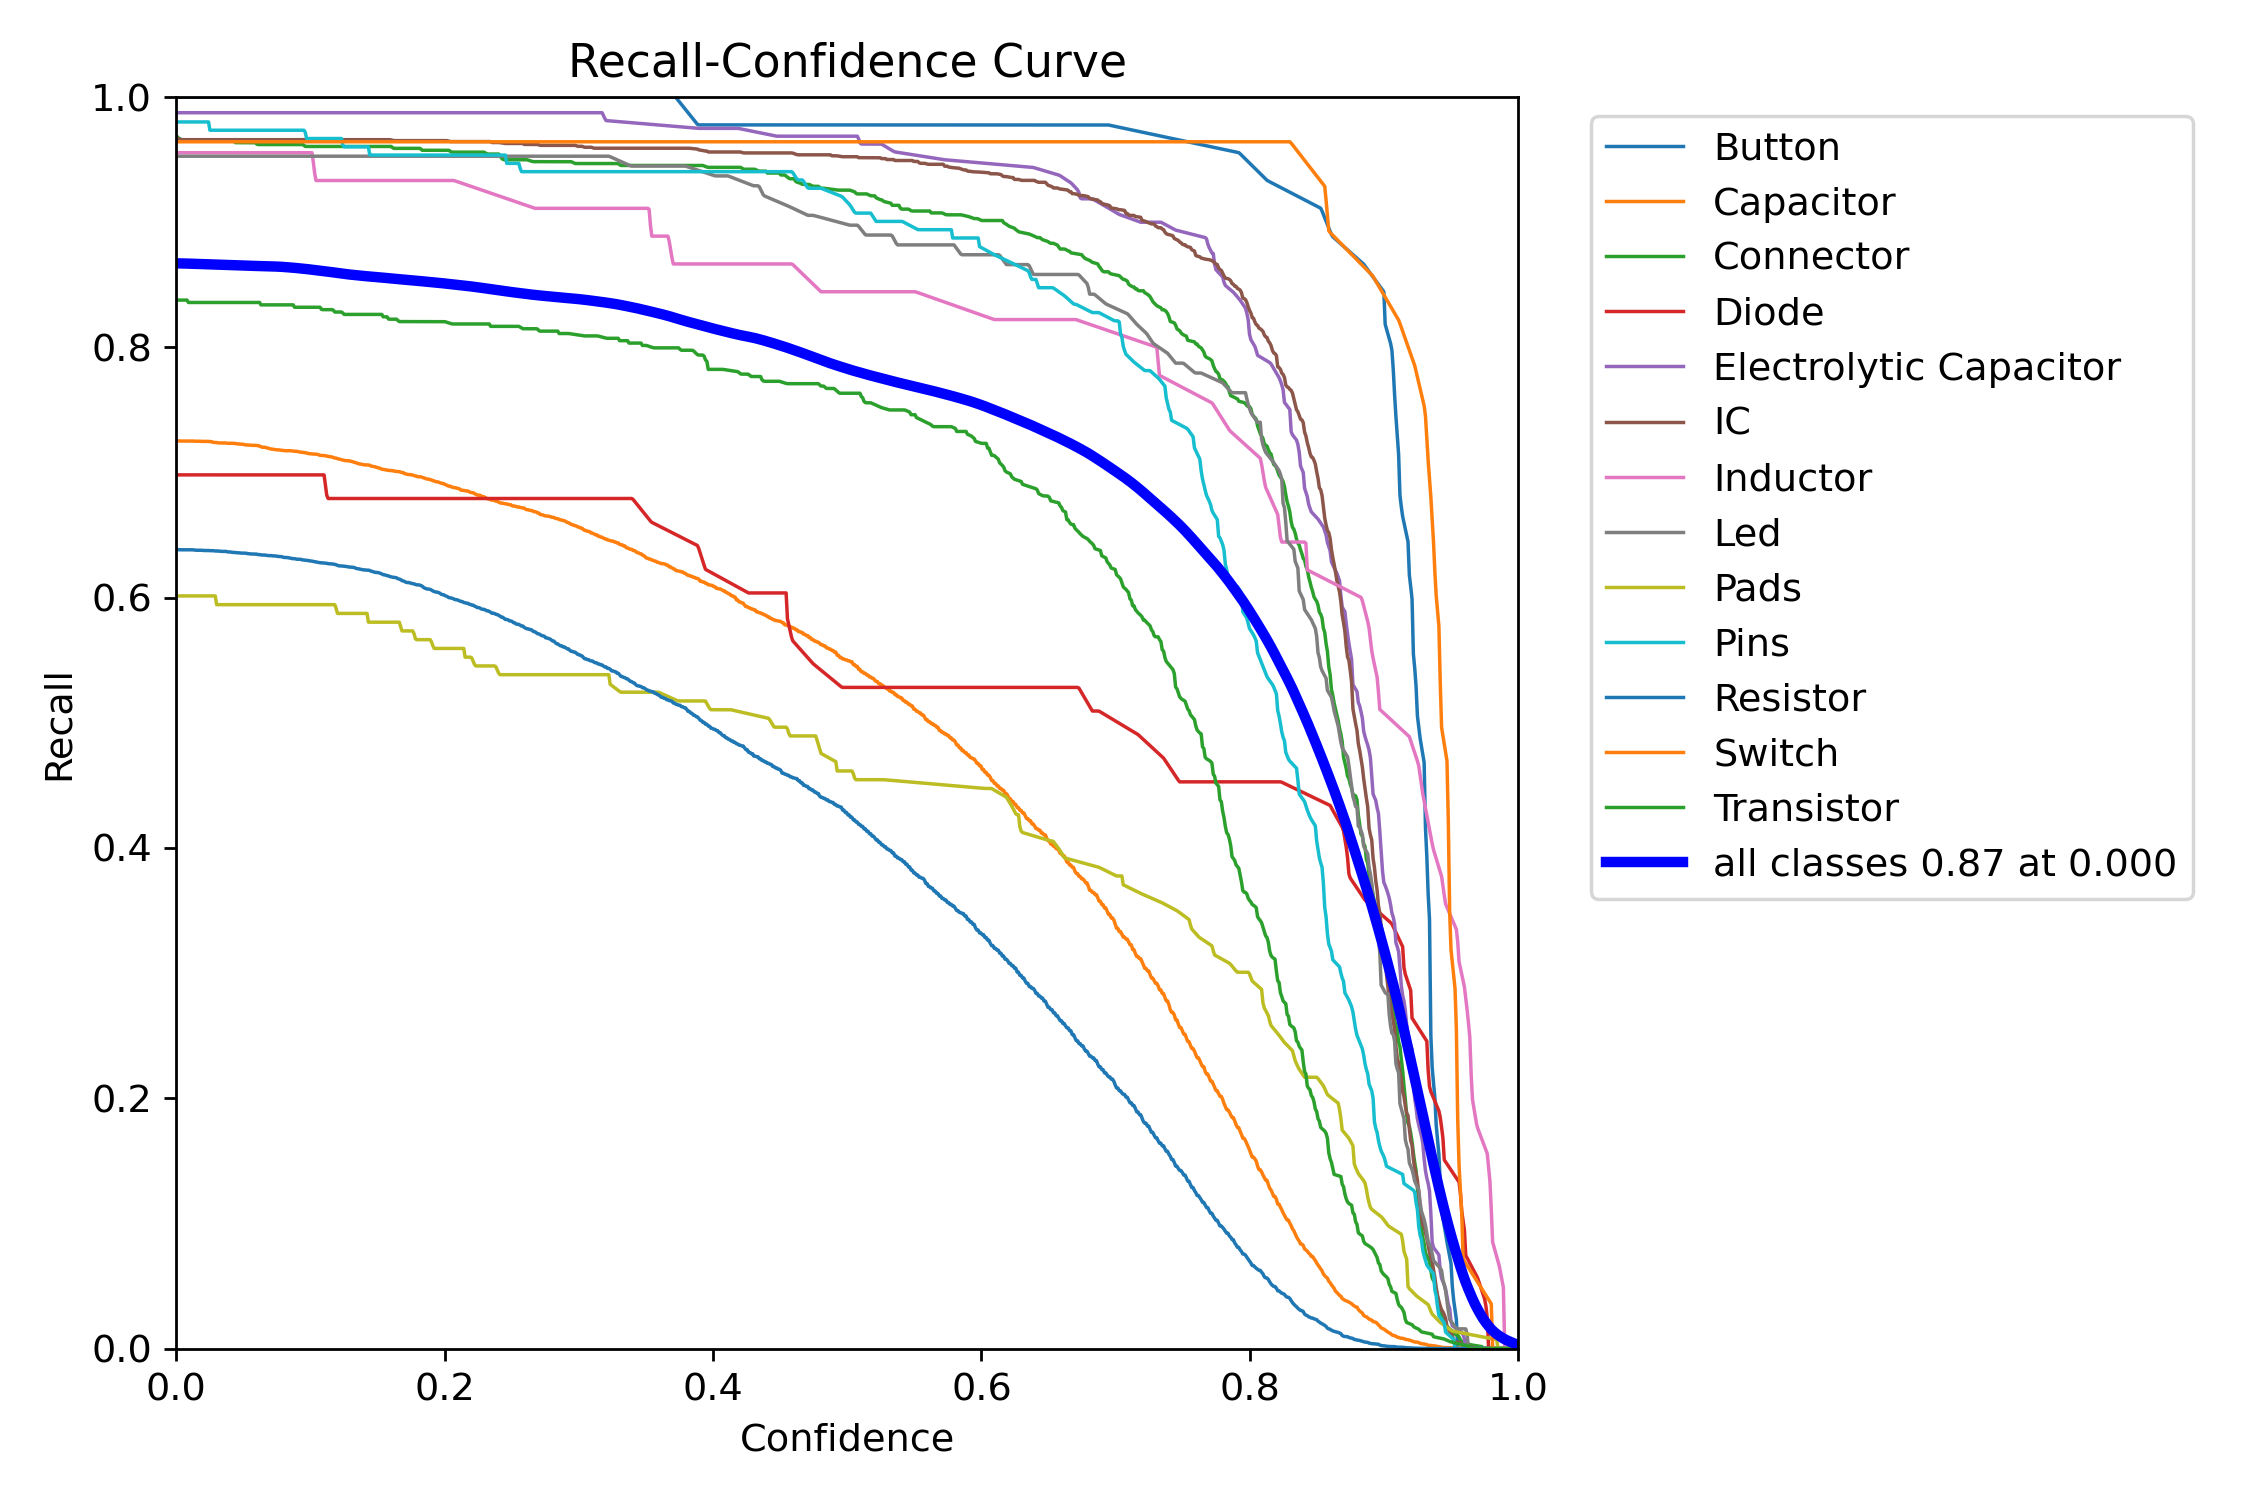 Recall-Confidence Curve
1.0
0.8
0.6
0.4
0.2
0.0
Recall
0.0 0.2 0.4 0.6 0.8 1.0
Confidence
Button
Capacitor
Connector
Diode
Electrolytic Capacitor
IC
Inductor
Led
Pads
Pins
Resistor
Switch
Transistor
all classes 0.87 at 0.000